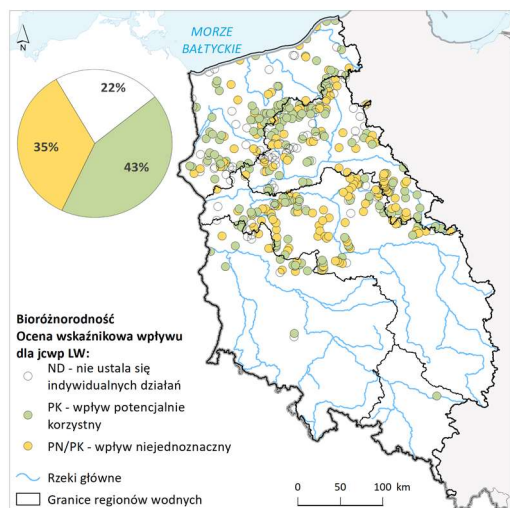 N
MORZE
BAŁTYCKIE
22%
35%
43%
Bioróżnorodność
Ocena wskaźnikowa wpływu
dla jcwp LW:
ND - nie ustala się
indywidualnych działań
PK - wpływ potencjalnie
korzystny
PN/PK - wpływ niejednoznaczny
Rzeki główne
Granice regionów wodnych
0 50 100 km